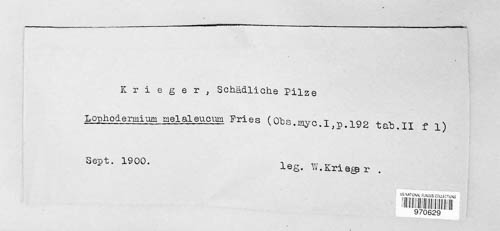 Krieger, Schädliche Pilze
Lophodermium melaleucum Fries (Obs.myc.I,p.192 tab.II f 1)
Sept. 1900.
leg. W.Krieger.
US NATIONAL FUNGUS COLLECTIONS
970629